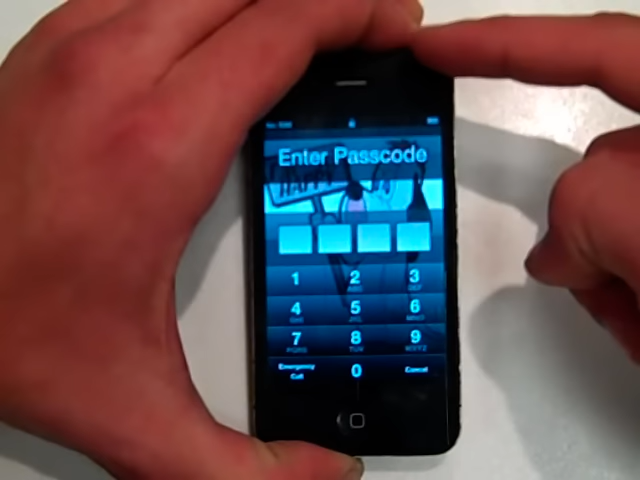 Enter Passcode
HAPPY
1 2 3
ABC DEF
4 5 6
GHI JKL MNO
7 8 9
PQRS TUV WXYZ
Emergency Call 0 Cancel